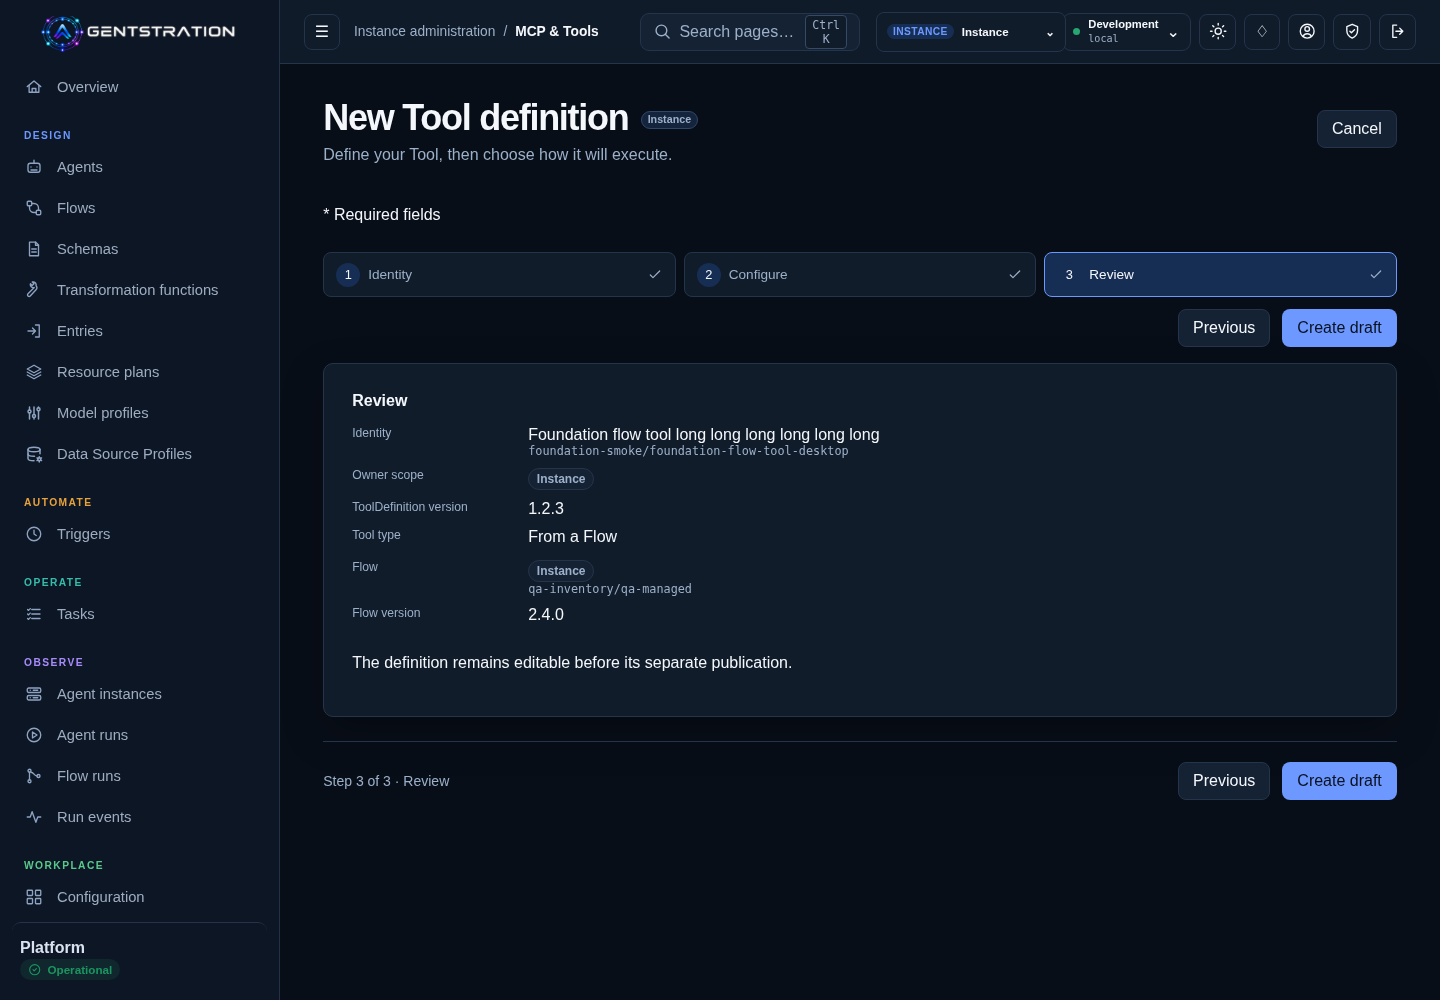 GENTSTRATION
Overview
DESIGN
Agents
Flows
Schemas
Transformation functions
Entries
Resource plans
Model profiles
Data Source Profiles
AUTOMATE
Triggers
OPERATE
Tasks
OBSERVE
Agent instances
Agent runs
Flow runs
Run events
WORKPLACE
Configuration
Platform
Operational
Instance administration / MCP & Tools
Search pages…
Ctrl
K
INSTANCE Instance
Development
local
New Tool definition Instance
Define your Tool, then choose how it will execute.
Cancel
* Required fields
1 Identity
2 Configure
3 Review
Previous
Create draft
Review
Identity
Foundation flow tool long long long long long long
foundation-smoke/foundation-flow-tool-desktop
Owner scope
Instance
ToolDefinition version
1.2.3
Tool type
From a Flow
Flow
Instance
qa-inventory/qa-managed
Flow version
2.4.0
The definition remains editable before its separate publication.
Step 3 of 3 · Review
Previous
Create draft